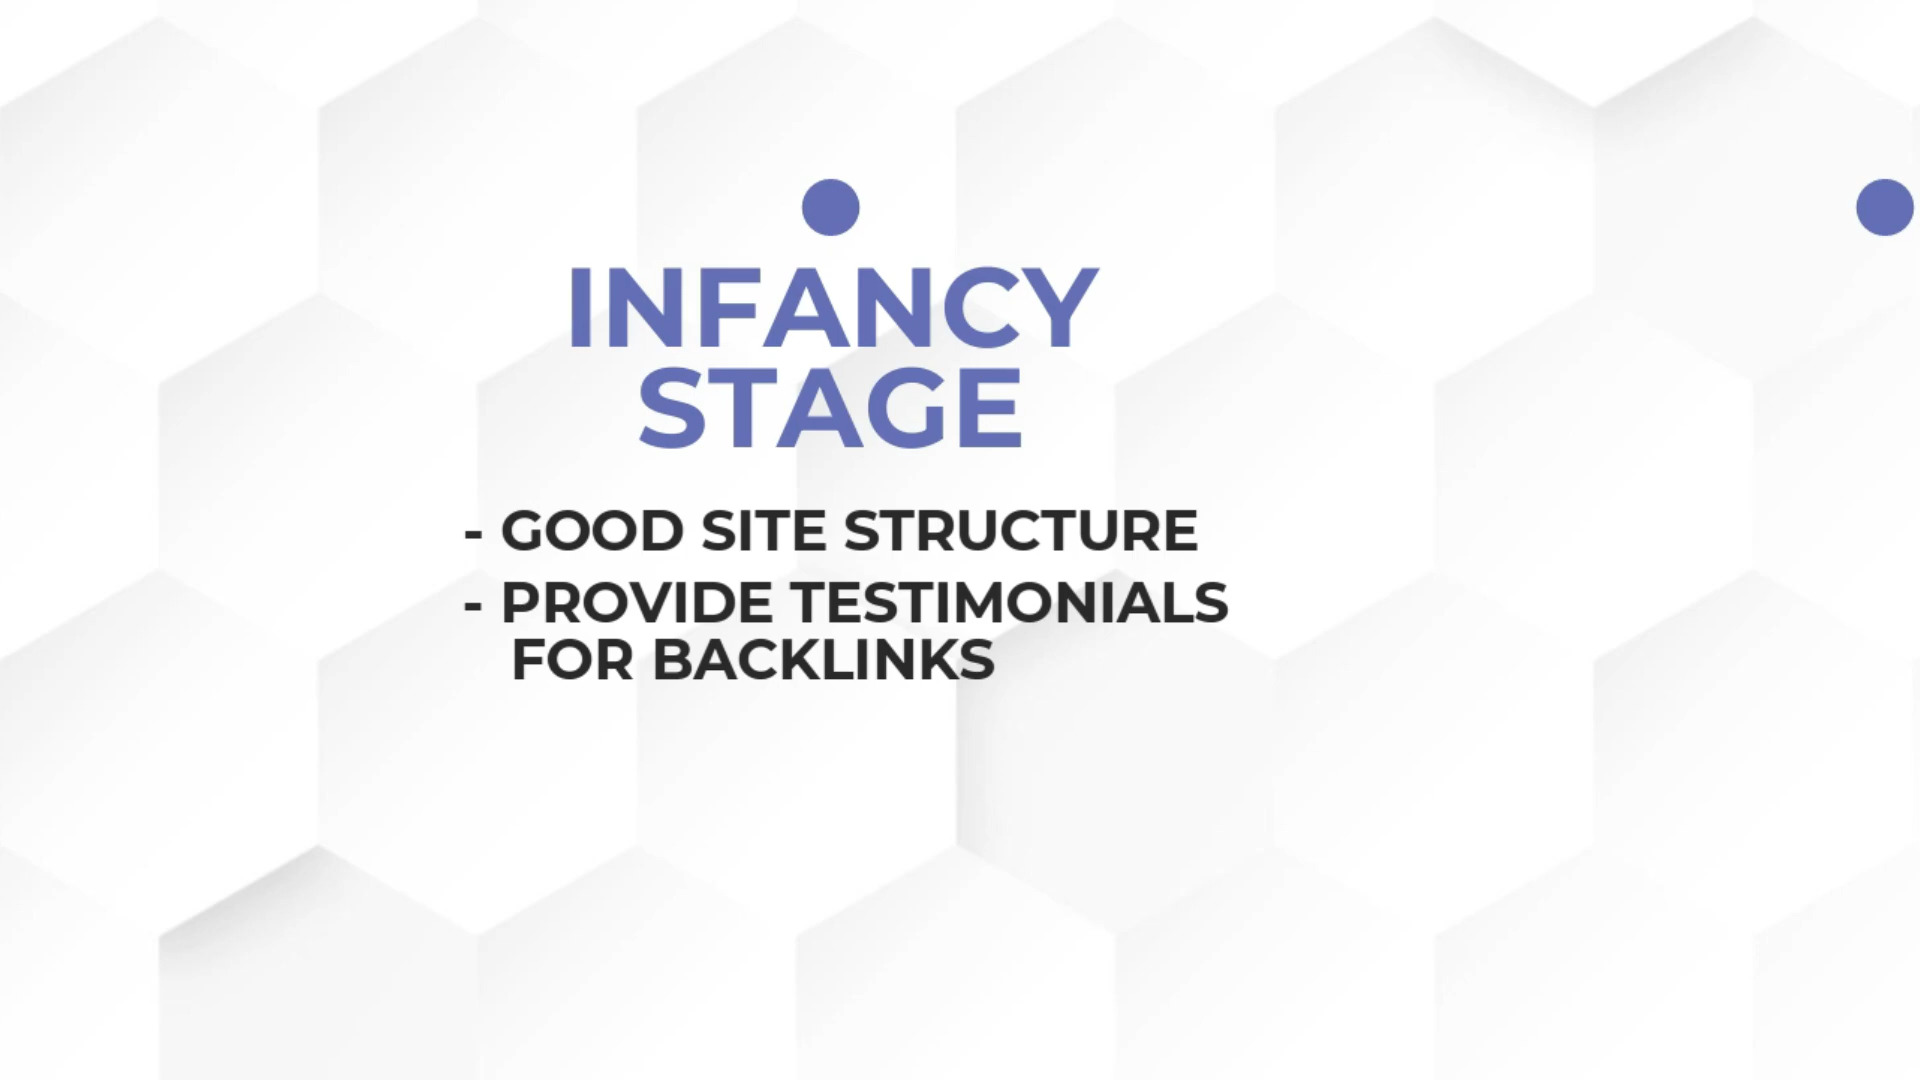 INFANCY
STAGE
- GOOD SITE STRUCTURE
- PROVIDE TESTIMONIALS
FOR BACKLINKS